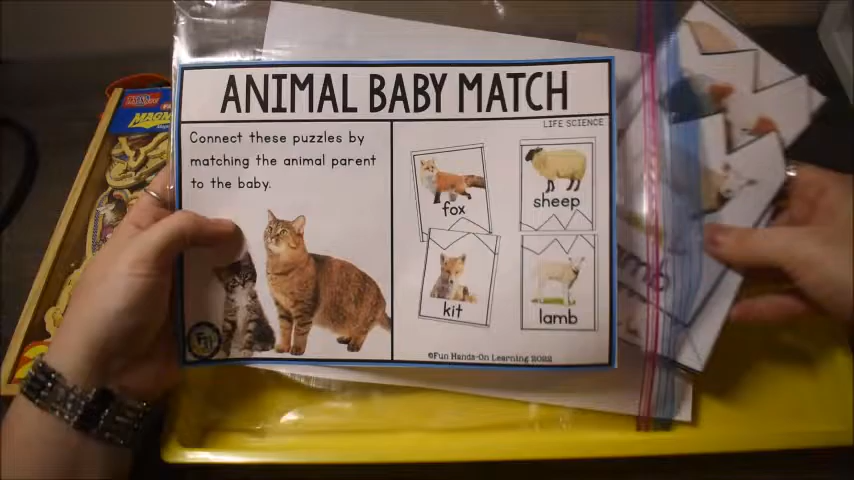 ANIMAL BABY MATCH
Connect these puzzles by
matching the animal parent
to the baby.
LIFE SCIENCE
fox
sheep
kit
lamb
©Fun Hands-On Learning 2022